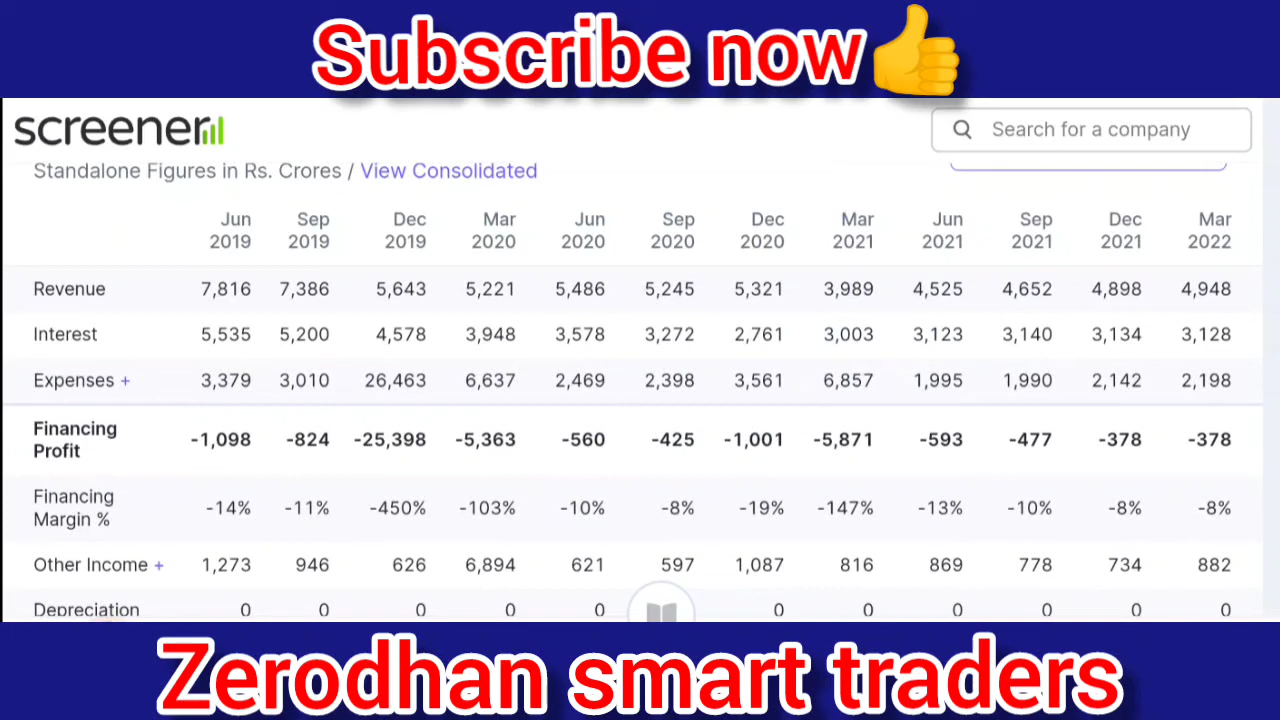 Subscribe now👍
screener
Search for a company
Standalone Figures in Rs. Crores / View Consolidated
Jun 2019 Sep 2019 Dec 2019 Mar 2020 Jun 2020 Sep 2020 Dec 2020 Mar 2021 Jun 2021 Sep 2021 Dec 2021 Mar 2022
Revenue 7,816 7,386 5,643 5,221 5,486 5,245 5,321 3,989 4,525 4,652 4,898 4,948
Interest 5,535 5,200 4,578 3,948 3,578 3,272 2,761 3,003 3,123 3,140 3,134 3,128
Expenses + 3,379 3,010 26,463 6,637 2,469 2,398 3,561 6,857 1,995 1,990 2,142 2,198
Financing Profit -1,098 -824 -25,398 -5,363 -560 -425 -1,001 -5,871 -593 -477 -378 -378
Financing Margin % -14% -11% -450% -103% -10% -8% -19% -147% -13% -10% -8% -8%
Other Income + 1,273 946 626 6,894 621 597 1,087 816 869 778 734 882
Depreciation 0 0 0 0 0 0 0 0 0 0 0
Zerodhan smart traders